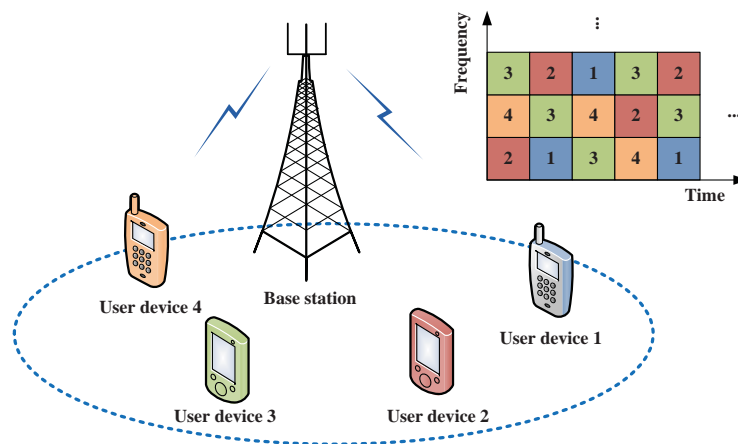 ⋮
Frequency
3 2 1 3 2
4 3 4 2 3
2 1 3 4 1
...
Time
User device 4
Base station
User device 1
User device 3
User device 2